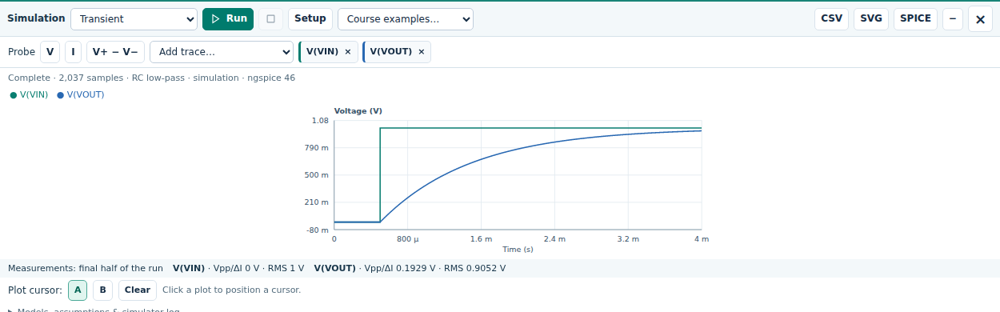 Simulation Transient Run Setup Course examples... CSV SVG SPICE − ×
Probe V I V+ − V− Add trace... V(VIN) × V(VOUT) ×
Complete · 2,037 samples · RC low-pass · simulation · ngspice 46
V(VIN) V(VOUT)
Voltage (V)
1.08
790 m
500 m
210 m
-80 m
0 800 µ 1.6 m 2.4 m 3.2 m 4 m
Time (s)
Measurements: final half of the run V(VIN) · Vpp/ΔI 0 V · RMS 1 V V(VOUT) · Vpp/ΔI 0.1929 V · RMS 0.9052 V
Plot cursor: A B Clear Click a plot to position a cursor.
Models, assumptions & simulator log